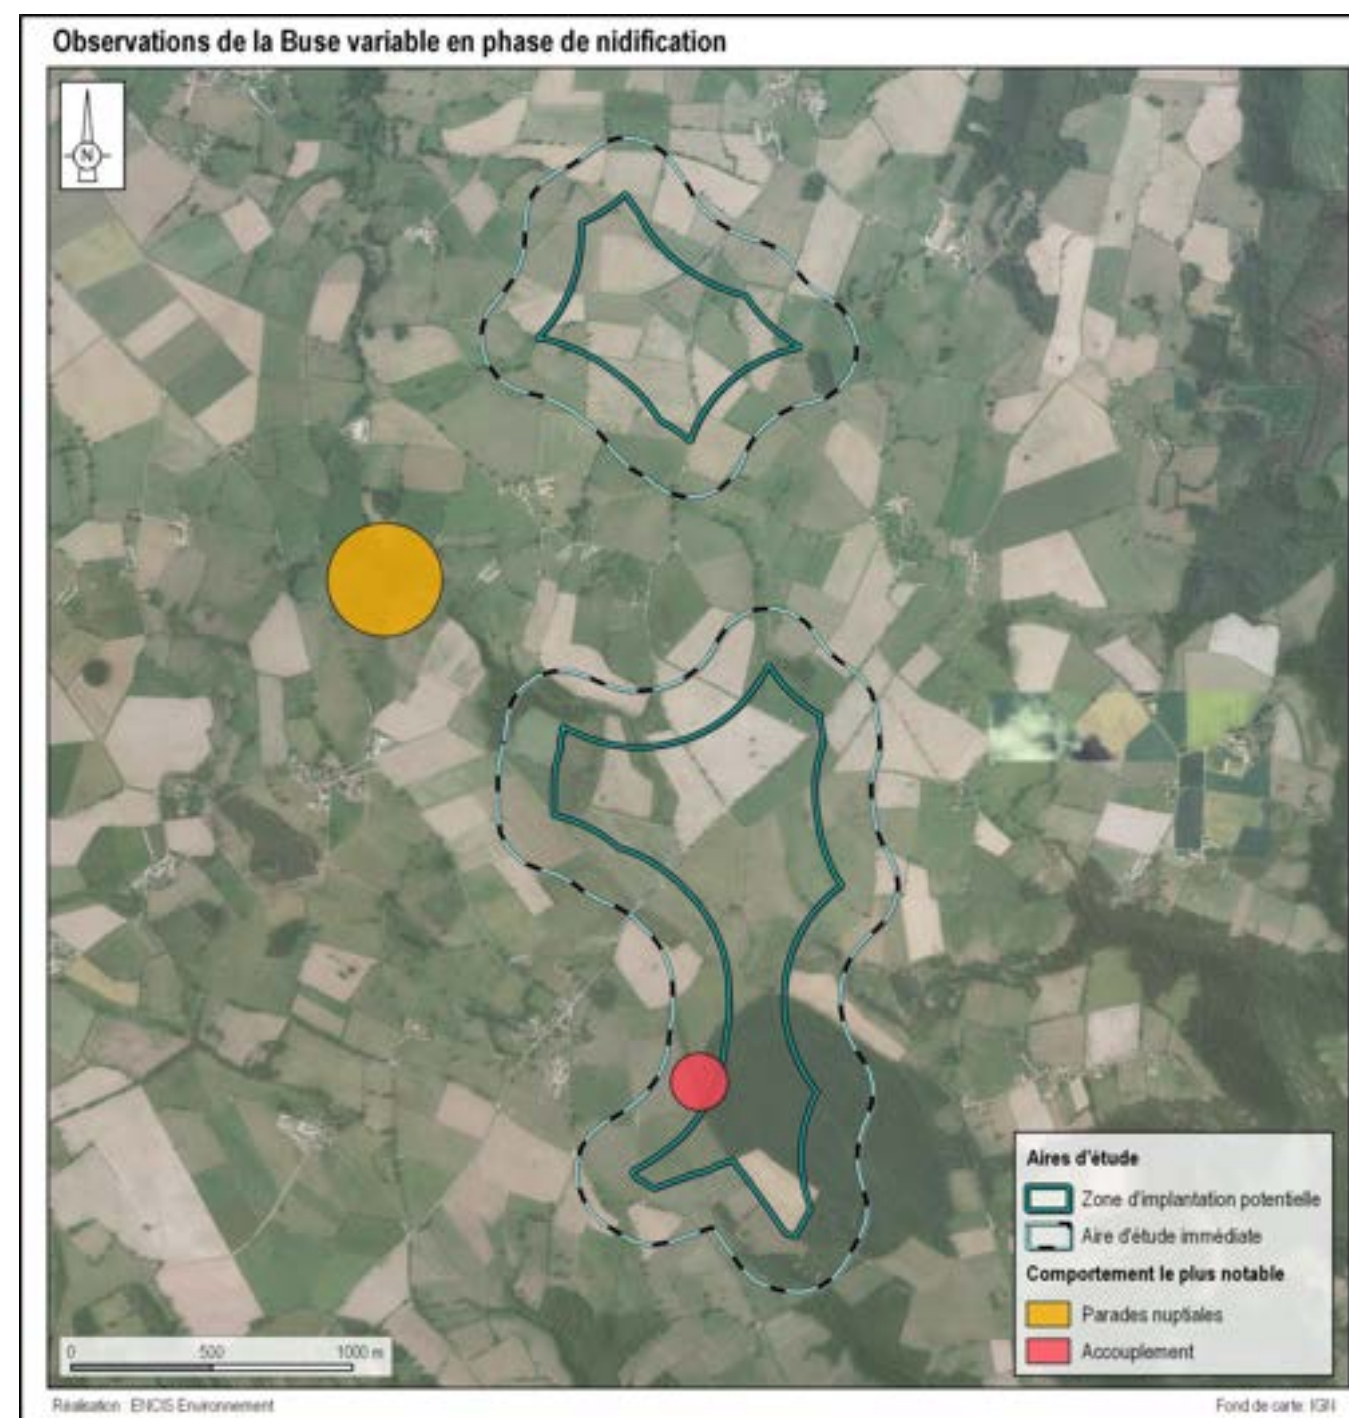 Observations de la Buse variable en phase de nidification
N
Aires d'étude
Zone d'implantation potentielle
Aire d'étude immédiate
Comportement le plus notable
Parades nuptiales
Accouplement
0 500 1000 m
Réalisation : ENCIS Environnement
Fond de carte: IGN